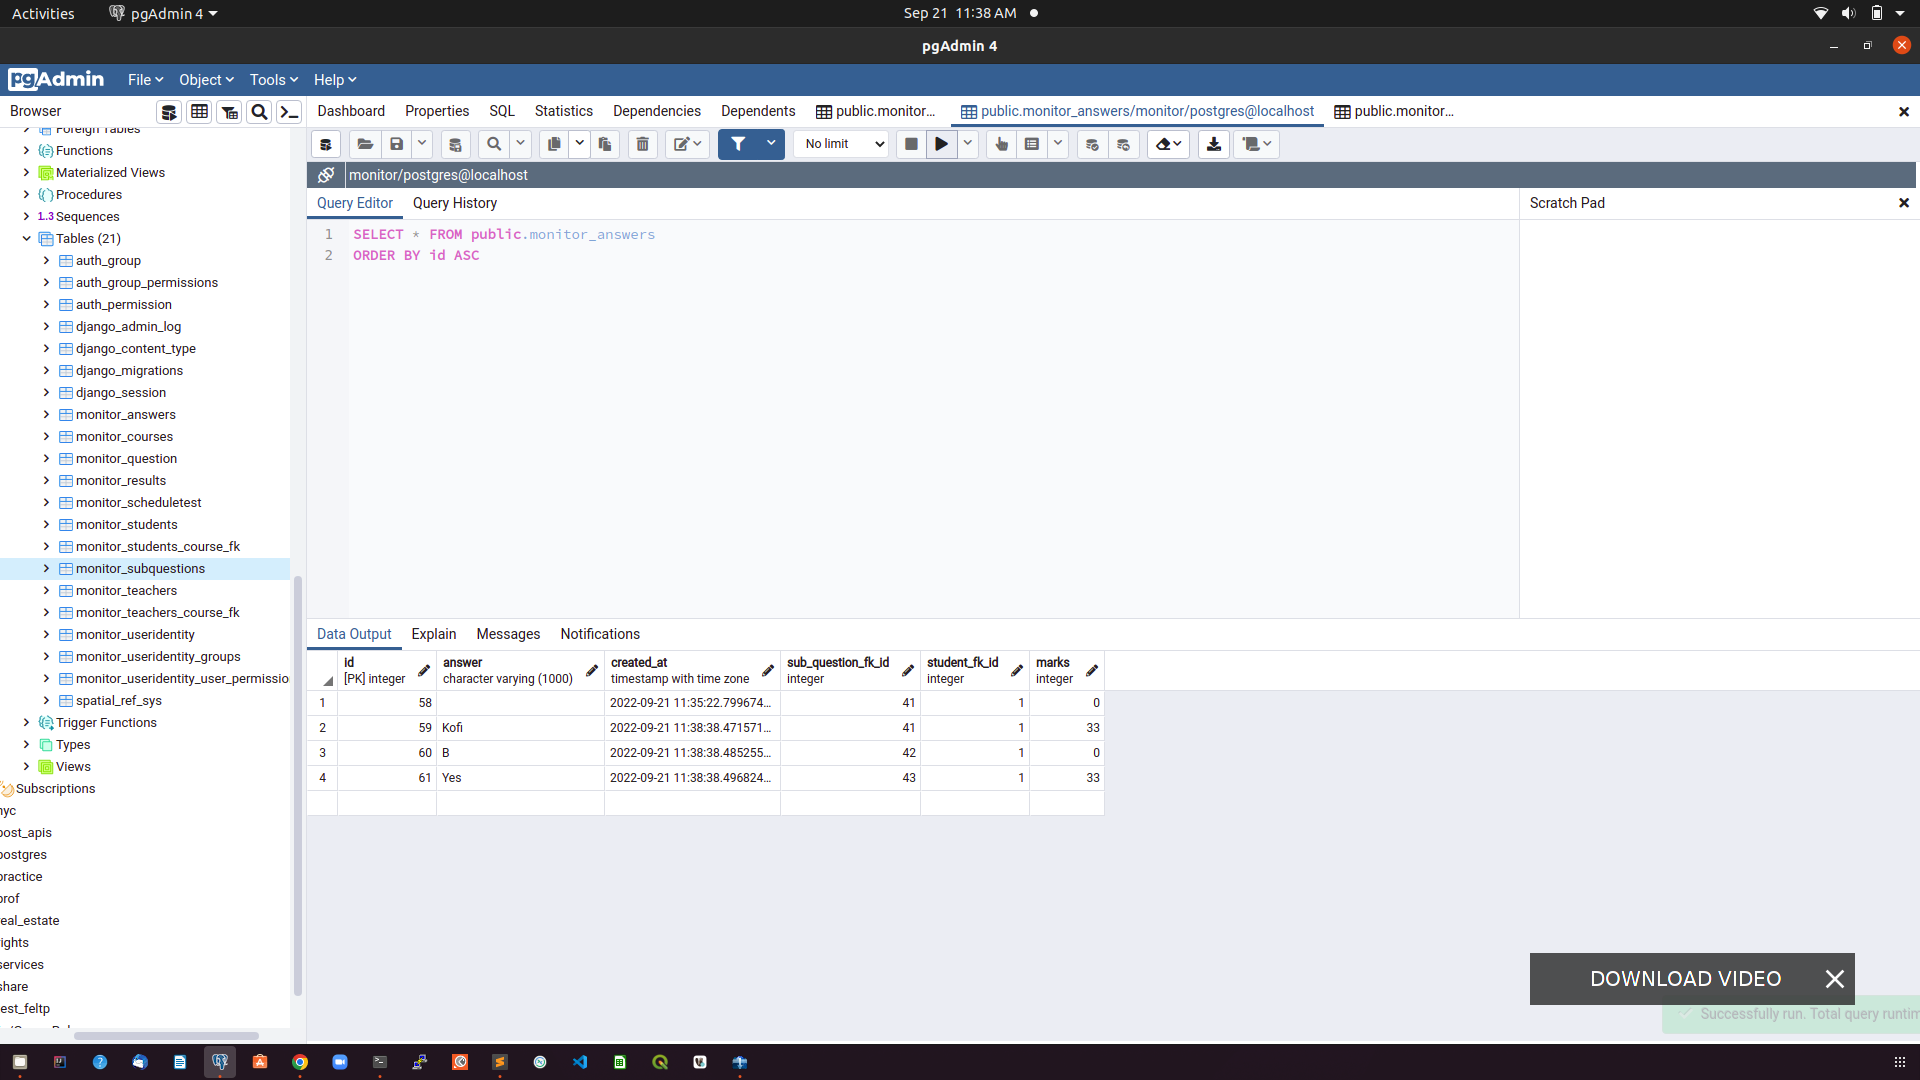 Activities pgAdmin 4 Sep 21 11:38 AM
pgAdmin 4
pgAdmin File Object Tools Help
Browser Dashboard Properties SQL Statistics Dependencies Dependents public.monitor... public.monitor_answers/monitor/postgres@localhost public.monitor...
No limit
monitor/postgres@localhost
Query Editor Query History Scratch Pad
1 SELECT * FROM public.monitor_answers
2 ORDER BY id ASC
Foreign Tables
Functions
Materialized Views
Procedures
1..3 Sequences
Tables (21)
auth_group
auth_group_permissions
auth_permission
django_admin_log
django_content_type
django_migrations
django_session
monitor_answers
monitor_courses
monitor_question
monitor_results
monitor_scheduletest
monitor_students
monitor_students_course_fk
monitor_subquestions
monitor_teachers
monitor_teachers_course_fk
monitor_useridentity
monitor_useridentity_groups
monitor_useridentity_user_permissio
spatial_ref_sys
Trigger Functions
Types
Views
Subscriptions
nyc
post_apis
postgres
practice
prof
real_estate
rights
services
share
test_feltp
Data Output Explain Messages Notifications
id answer created_at sub_question_fk_id student_fk_id marks
[PK] integer character varying (1000) timestamp with time zone integer integer integer
1 58 2022-09-21 11:35:22.799674... 41 1 0
2 59 Kofi 2022-09-21 11:38:38.471571... 41 1 33
3 60 B 2022-09-21 11:38:38.485255... 42 1 0
4 61 Yes 2022-09-21 11:38:38.496824... 43 1 33
DOWNLOAD VIDEO
Successfully run. Total query runtim